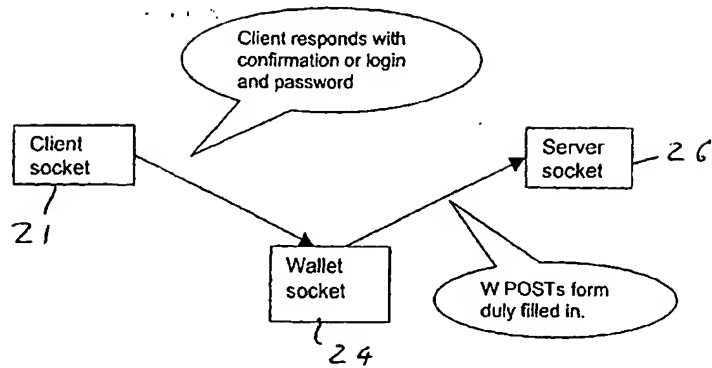 Client responds with
confirmation or login
and password
Client
socket
21
Server
socket
26
Wallet
socket
24
W POSTs form
duly filled in.